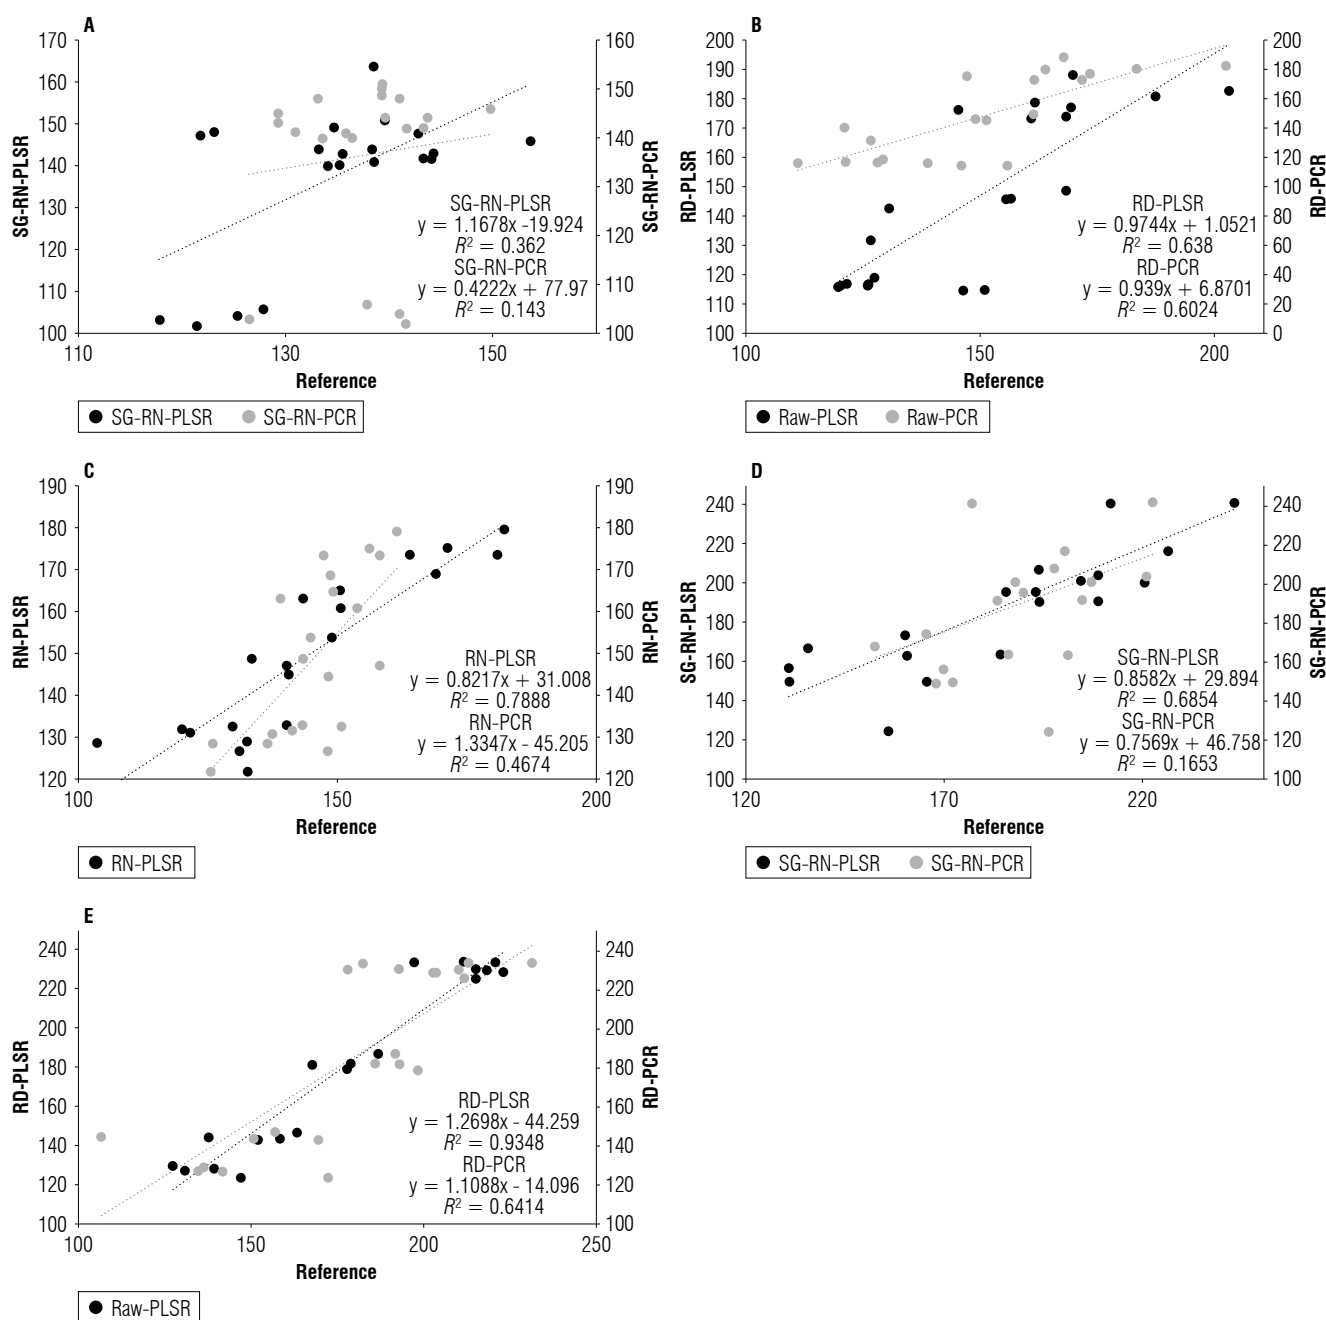 A
170
160
150
140
130
120
110
100
SG-RN-PLSR
160
150
140
130
120
110
100
SG-RN-PCR
SG-RN-PLSR
y = 1.1678x -19.924
R² = 0.362
SG-RN-PCR
y = 0.4222x + 77.97
R² = 0.143
110 130 150
Reference
SG-RN-PLSR SG-RN-PCR
B
200
190
180
170
160
150
140
130
120
110
100
RD-PLSR
200
180
160
140
120
100
80
60
40
20
0
RD-PCR
RD-PLSR
y = 0.9744x + 1.0521
R² = 0.638
RD-PCR
y = 0.939x + 6.8701
R² = 0.6024
100 150 200
Reference
Raw-PLSR Raw-PCR
C
190
180
170
160
150
140
130
120
RN-PLSR
190
180
170
160
150
140
130
120
RN-PCR
RN-PLSR
y = 0.8217x + 31.008
R² = 0.7888
RN-PCR
y = 1.3347x - 45.205
R² = 0.4674
100 150 200
Reference
RN-PLSR
D
240
220
200
180
160
140
120
100
SG-RN-PLSR
240
220
200
180
160
140
120
100
SG-RN-PCR
SG-RN-PLSR
y = 0.8582x + 29.894
R² = 0.6854
SG-RN-PCR
y = 0.7569x + 46.758
R² = 0.1653
120 170 220
Reference
SG-RN-PLSR SG-RN-PCR
E
240
220
200
180
160
140
120
100
RD-PLSR
240
220
200
180
160
140
120
100
RD-PCR
RD-PLSR
y = 1.2698x - 44.259
R² = 0.9348
RD-PCR
y = 1.1088x - 14.096
R² = 0.6414
100 150 200 250
Reference
Raw-PLSR